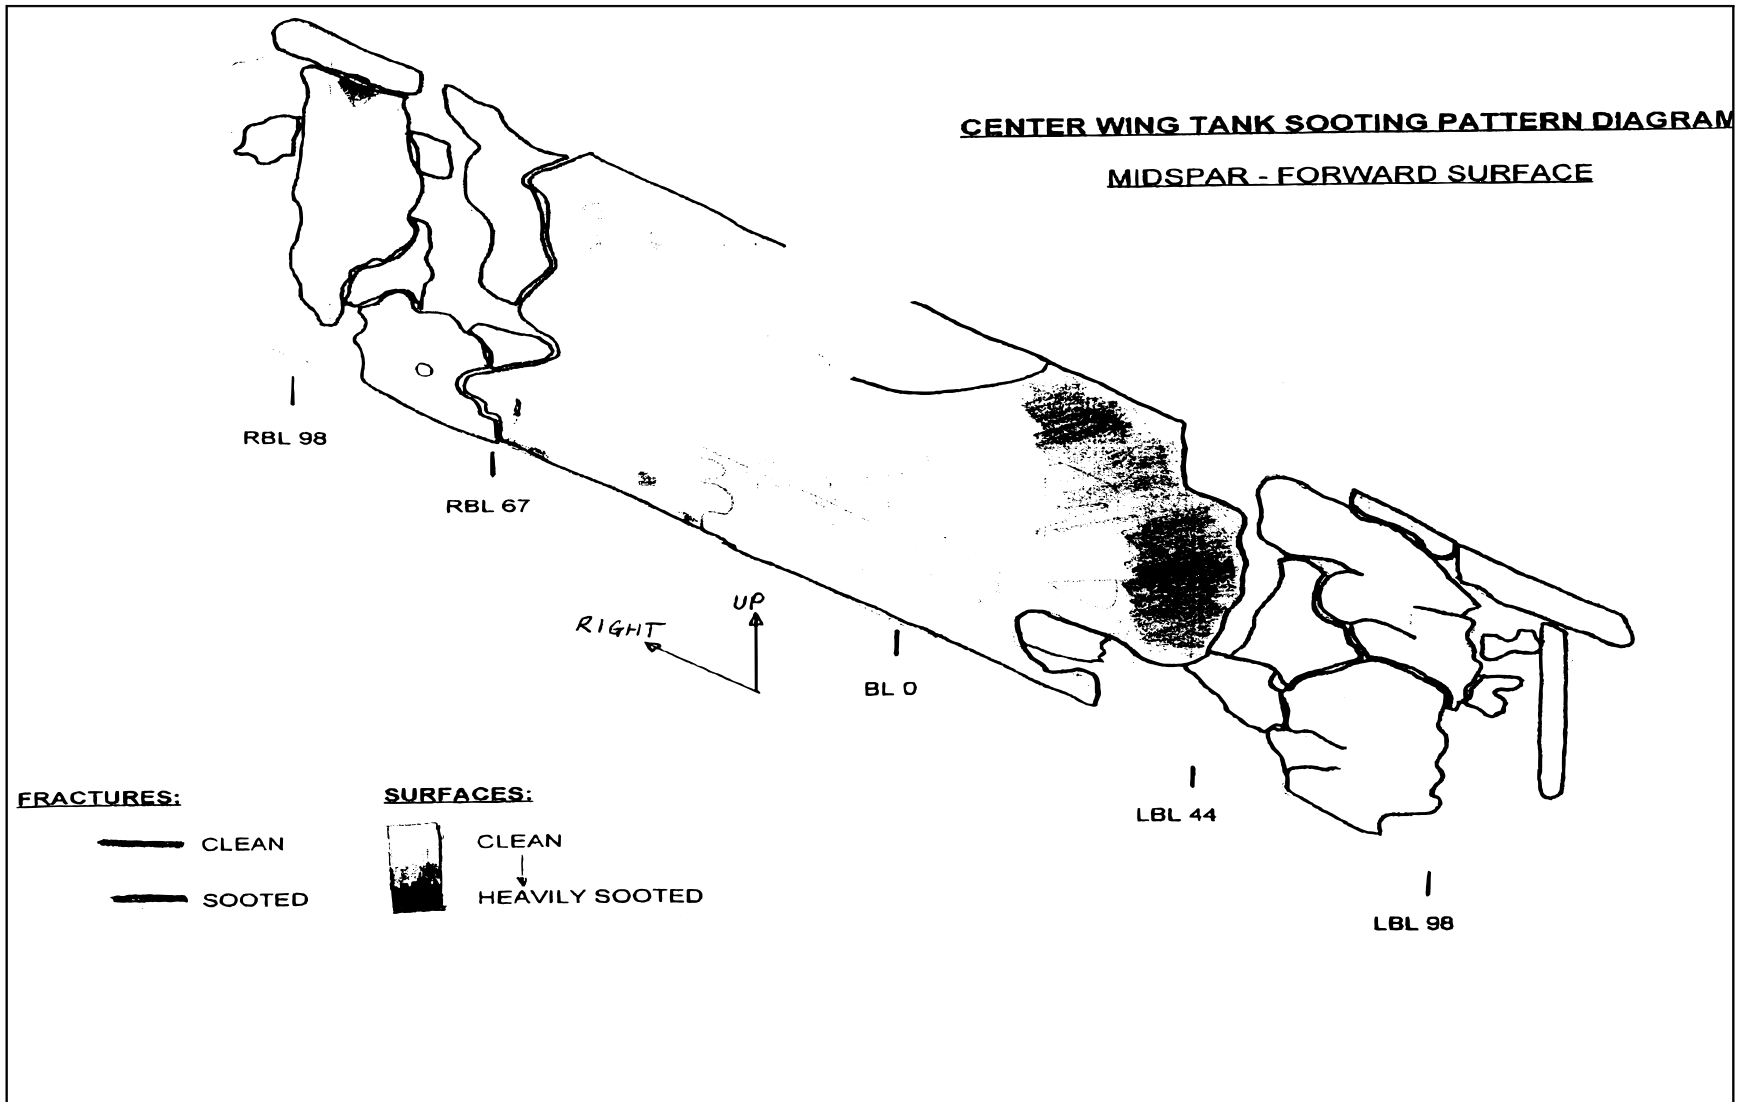 CENTER WING TANK SOOTING PATTERN DIAGRAM
MIDSPAR - FORWARD SURFACE
RBL 98
RBL 67
UP
RIGHT
BL 0
LBL 44
LBL 98
FRACTURES:
CLEAN
SOOTED
SURFACES:
CLEAN
HEAVILY SOOTED